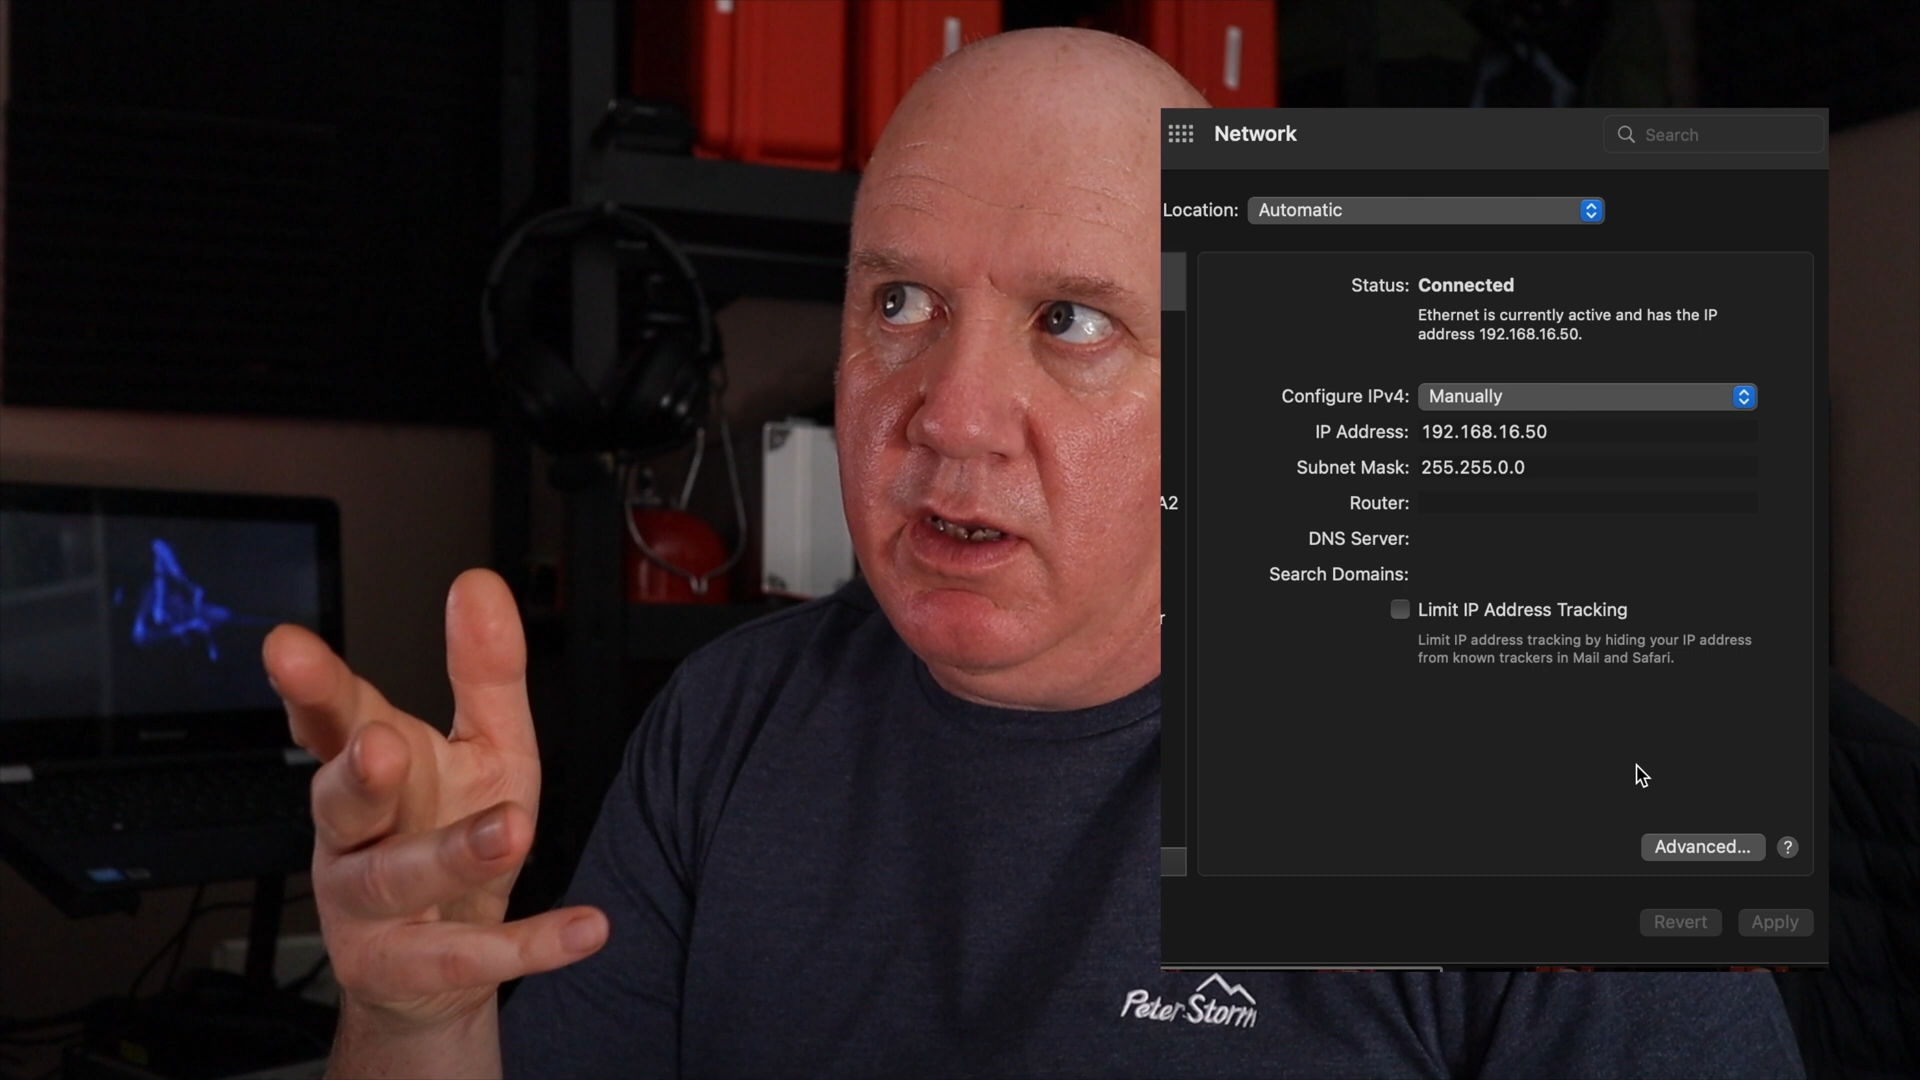 Network
Search
Location: Automatic
Status: Connected
Ethernet is currently active and has the IP
address 192.168.16.50.
Configure IPv4: Manually
IP Address: 192.168.16.50
Subnet Mask: 255.255.0.0
A2
Router:
DNS Server:
Search Domains:
Limit IP Address Tracking
r
Limit IP address tracking by hiding your IP address
from known trackers in Mail and Safari.
Advanced... ?
Revert Apply
Peter Storm